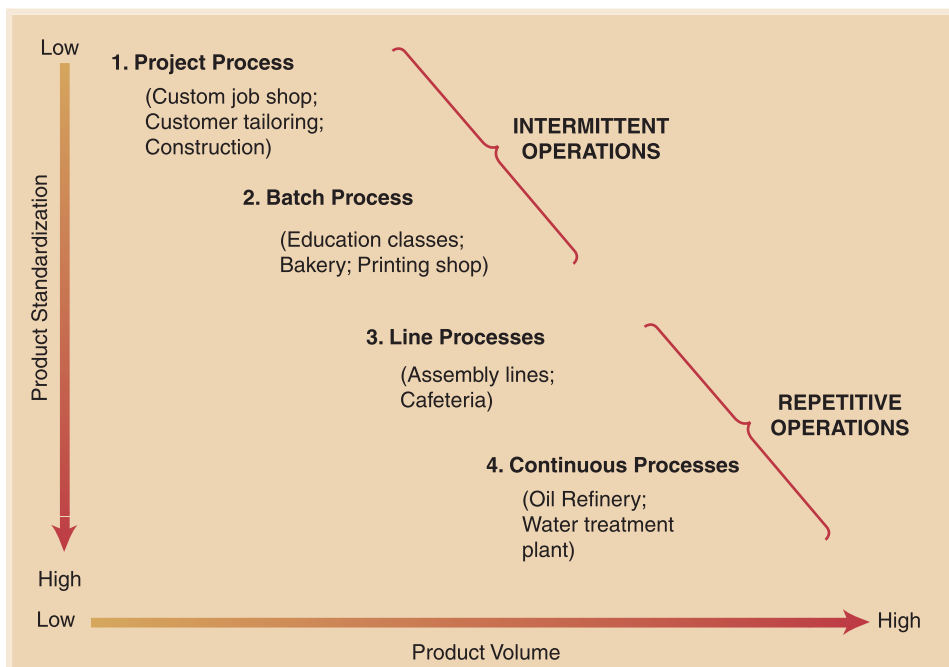 Low
1. Project Process
(Custom job shop;
Customer tailoring;
Construction)
INTERMITTENT
OPERATIONS
2. Batch Process
(Education classes;
Bakery; Printing shop)
Product Standardization
3. Line Processes
(Assembly lines;
Cafeteria)
REPETITIVE
OPERATIONS
4. Continuous Processes
(Oil Refinery;
Water treatment
plant)
High
Low
High
Product Volume